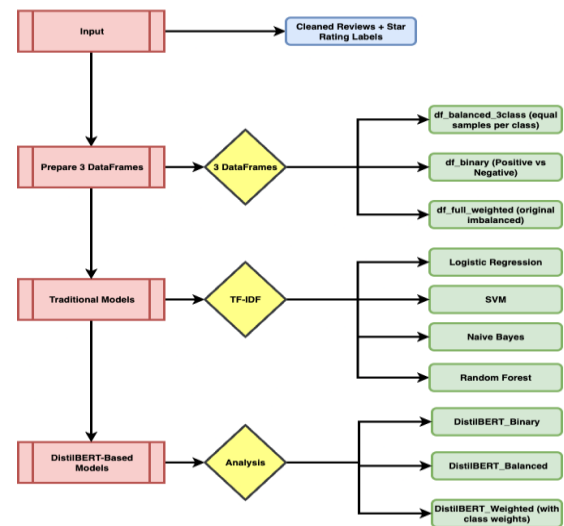 Input
Cleaned Reviews + Star
Rating Labels
Prepare 3 DataFrames
3 DataFrames
df_balanced_3class (equal
samples per class)
df_binary (Positive vs
Negative)
df_full_weighted (original
imbalanced)
Traditional Models
TF-IDF
Logistic Regression
SVM
Naive Bayes
Random Forest
DistilBERT-Based
Models
Analysis
DistilBERT_Binary
DistilBERT_Balanced
DistilBERT_Weighted (with
class weights)